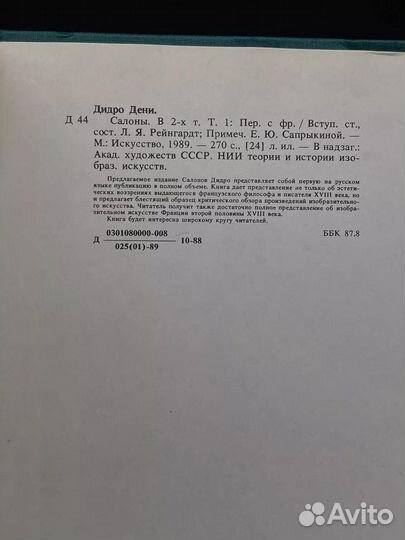 Дидро Дени.
Д 44 Салоны. В 2-х т. Т. 1: Пер. с фр./ Вступ. ст.,
сост. Л. Я. Рейнгардт; Примеч. Е. Ю. Сапрыкиной. —
М.: Искусство, 1989. — 270 с., [24] л. ил. — В надзаг.:
Акад. художеств СССР. НИИ теории и истории изо-
браз. искусств.
Предлагаемое издание Салонов Дидро представляет собой первую на русском
языке публикацию в полном объеме. Книга дает представление не только об эстети-
ческих воззрениях выдающегося французского философа и писателя XVIII века, но
и предлагает блестящий образец критического обзора произведений изобразительно-
го искусства. Читатель получит также достаточно полное представление об изобра-
зительном искусстве Франции второй половины XVIII века.
Книга будет интересна широкому кругу читателей.
Д 0301080000-008 10-88 ББК 87.8
025(01)-89
Avito